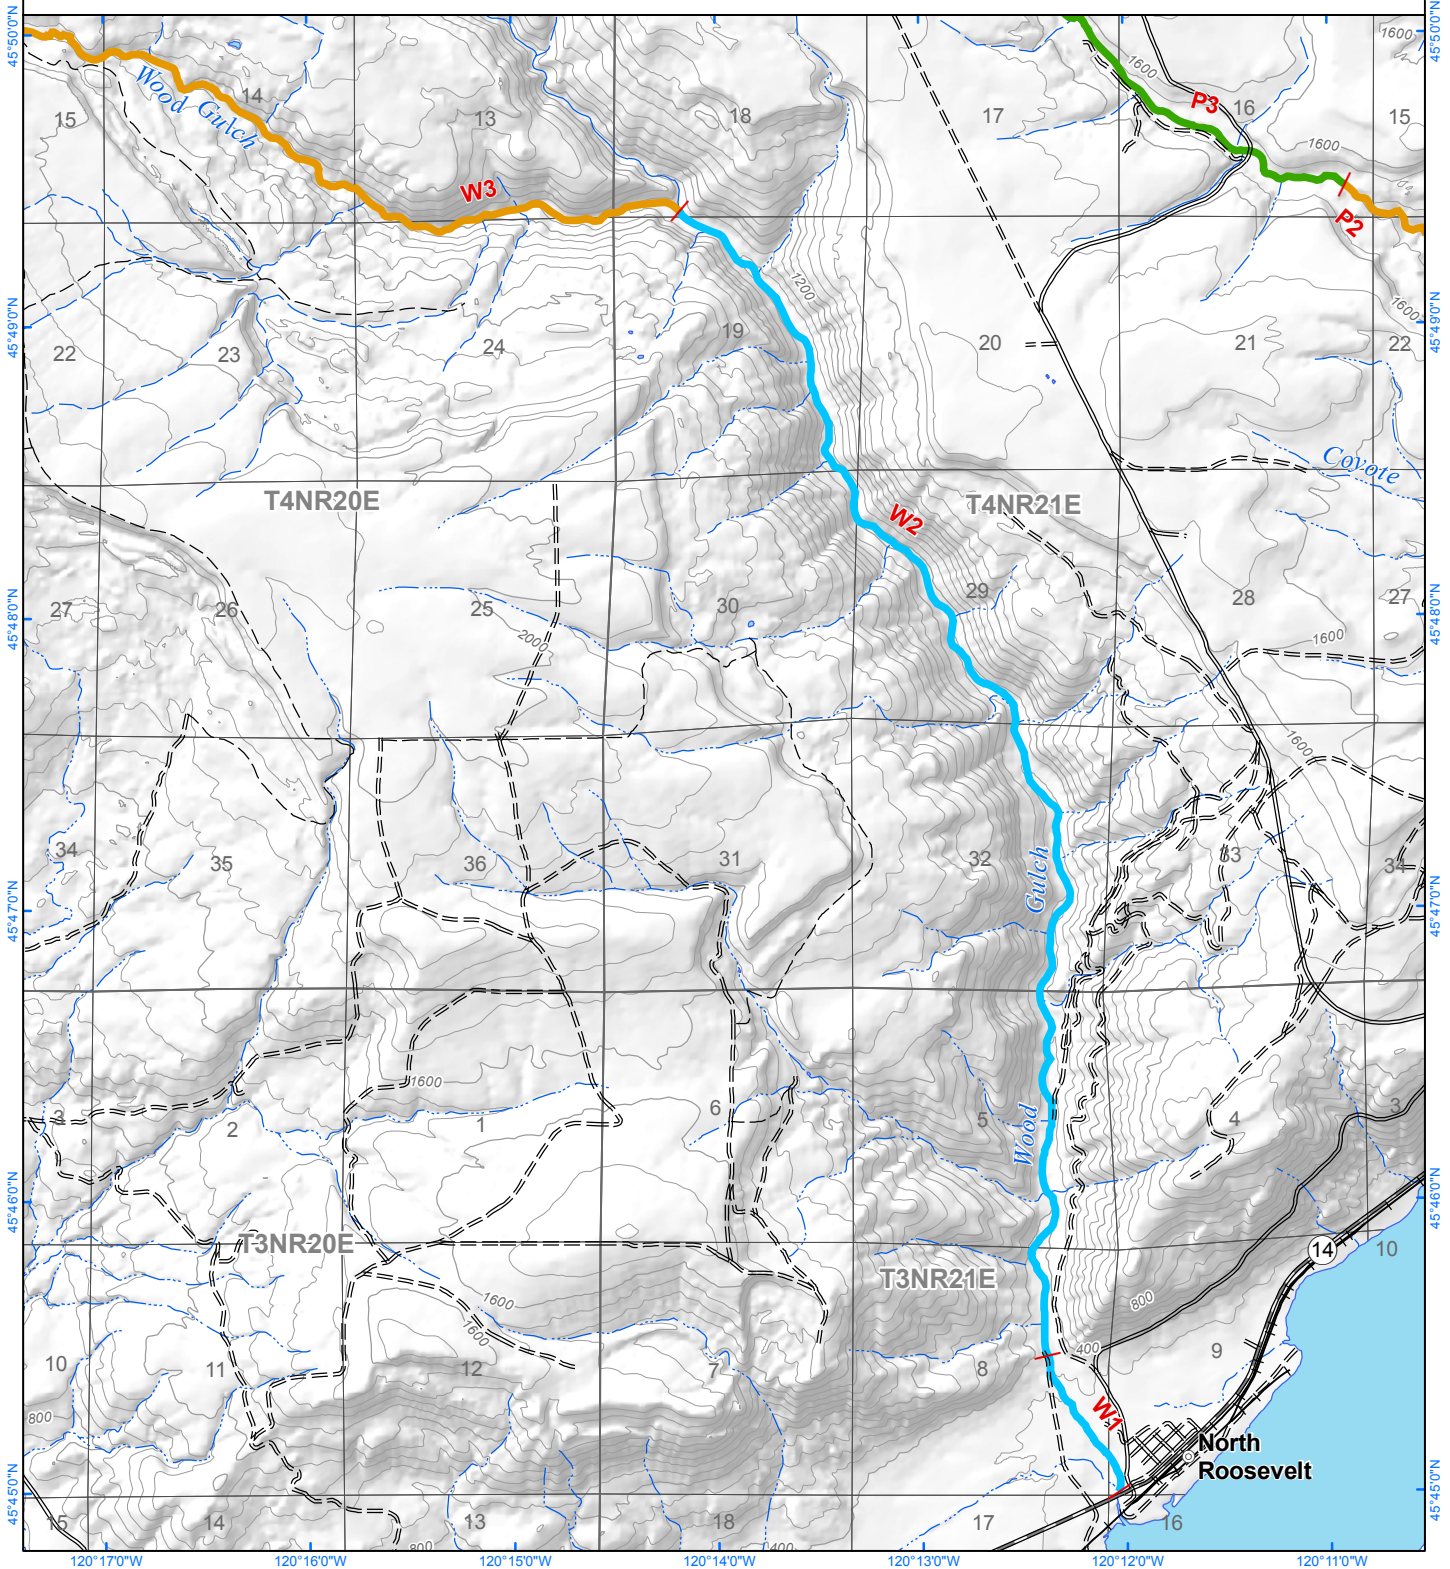 45°50'0"N
45°50'0"N
1600
1600
P3
Wood Gulch
14
15
13
18
17
16
15
1600
W3
P2
1200
1600
45°49'0"N
45°49'0"N
22
23
24
19
20
21
22
Coyote
T4NR20E
T4NR21E
W2
27
26
25
30
29
28
27
45°48'0"N
45°48'0"N
2000
1600
1600
34
35
36
31
32
33
34
Gulch
45°47'0"N
45°47'0"N
1600
3
2
1
6
5
4
3
Wood
45°46'0"N
45°46'0"N
T3NR20E
T3NR21E
14
10
1600
1600
800
400
10
11
12
7
8
9
800
W1
North
Roosevelt
45°45'0"N
45°45'0"N
15
14
13
18
17
16
800
400
120°17'0"W
120°16'0"W
120°15'0"W
120°14'0"W
120°13'0"W
120°12'0"W
120°11'0"W